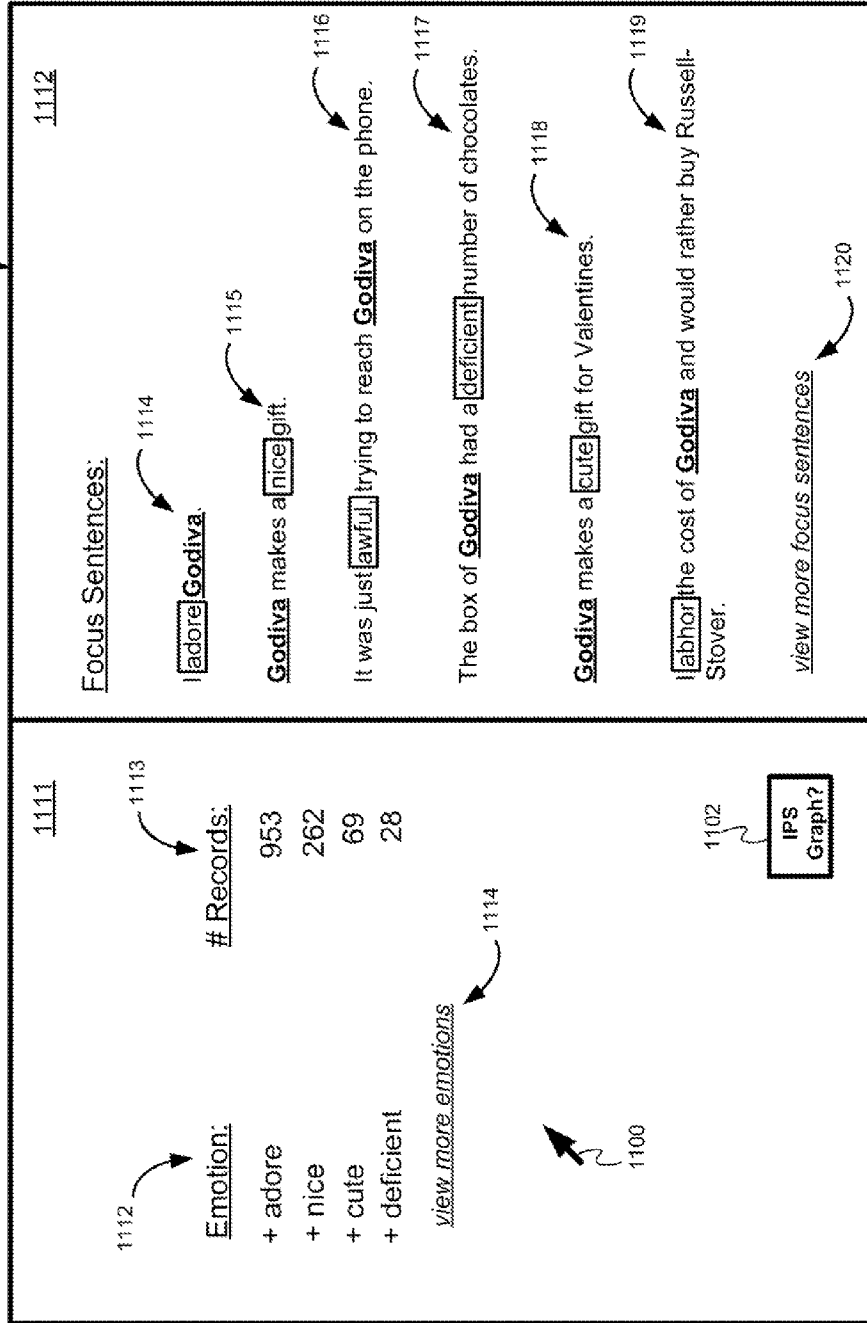 1111
1112
1113
Emotion:
# Records:
+ adore
953
+ nice
262
+ cute
69
+ deficient
28
view more emotions
1114
1100
1102
IPS
Graph?
1112
Focus Sentences:
1114
I adore Godiva.
1115
Godiva makes a nice gift.
1116
It was just awful, trying to reach Godiva on the phone.
1117
The box of Godiva had a deficient number of chocolates.
1118
Godiva makes a cute gift for Valentines.
1119
I abhor the cost of Godiva and would rather buy Russell-
Stover.
view more focus sentences
1120